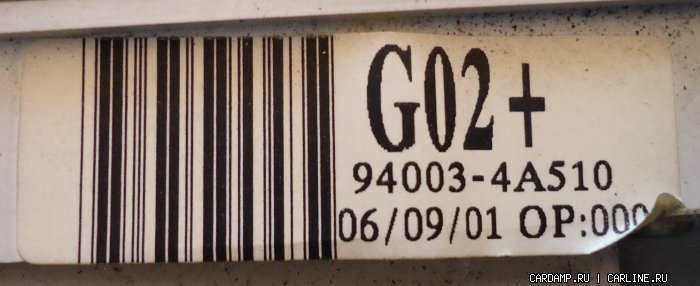 G02+
94003-4A510
06/09/01 OP:000
CARDAMP.RU | CARLINE.RU